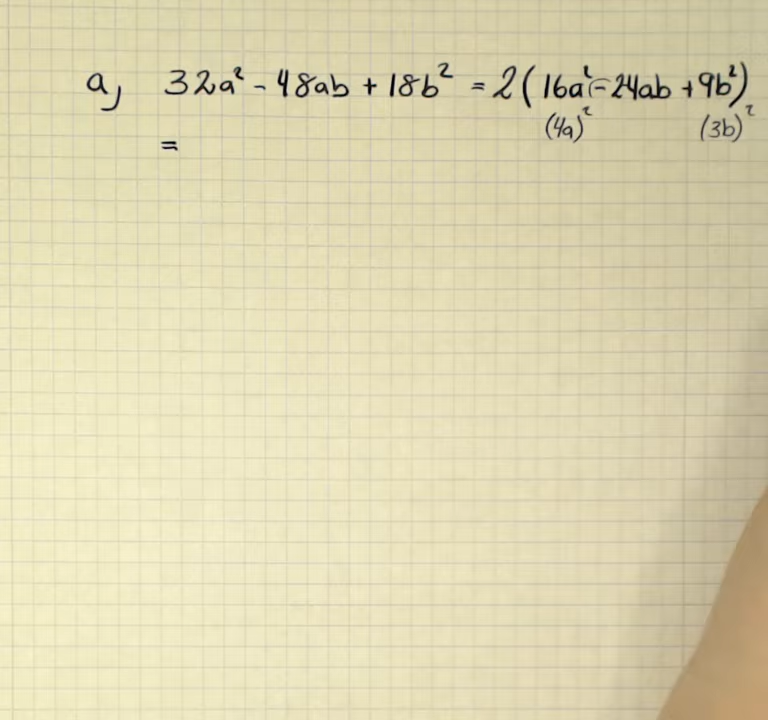 a) 32a² - 48ab + 18b² = 2(16a² - 24ab + 9b²)
(4a)² (3b)²
=